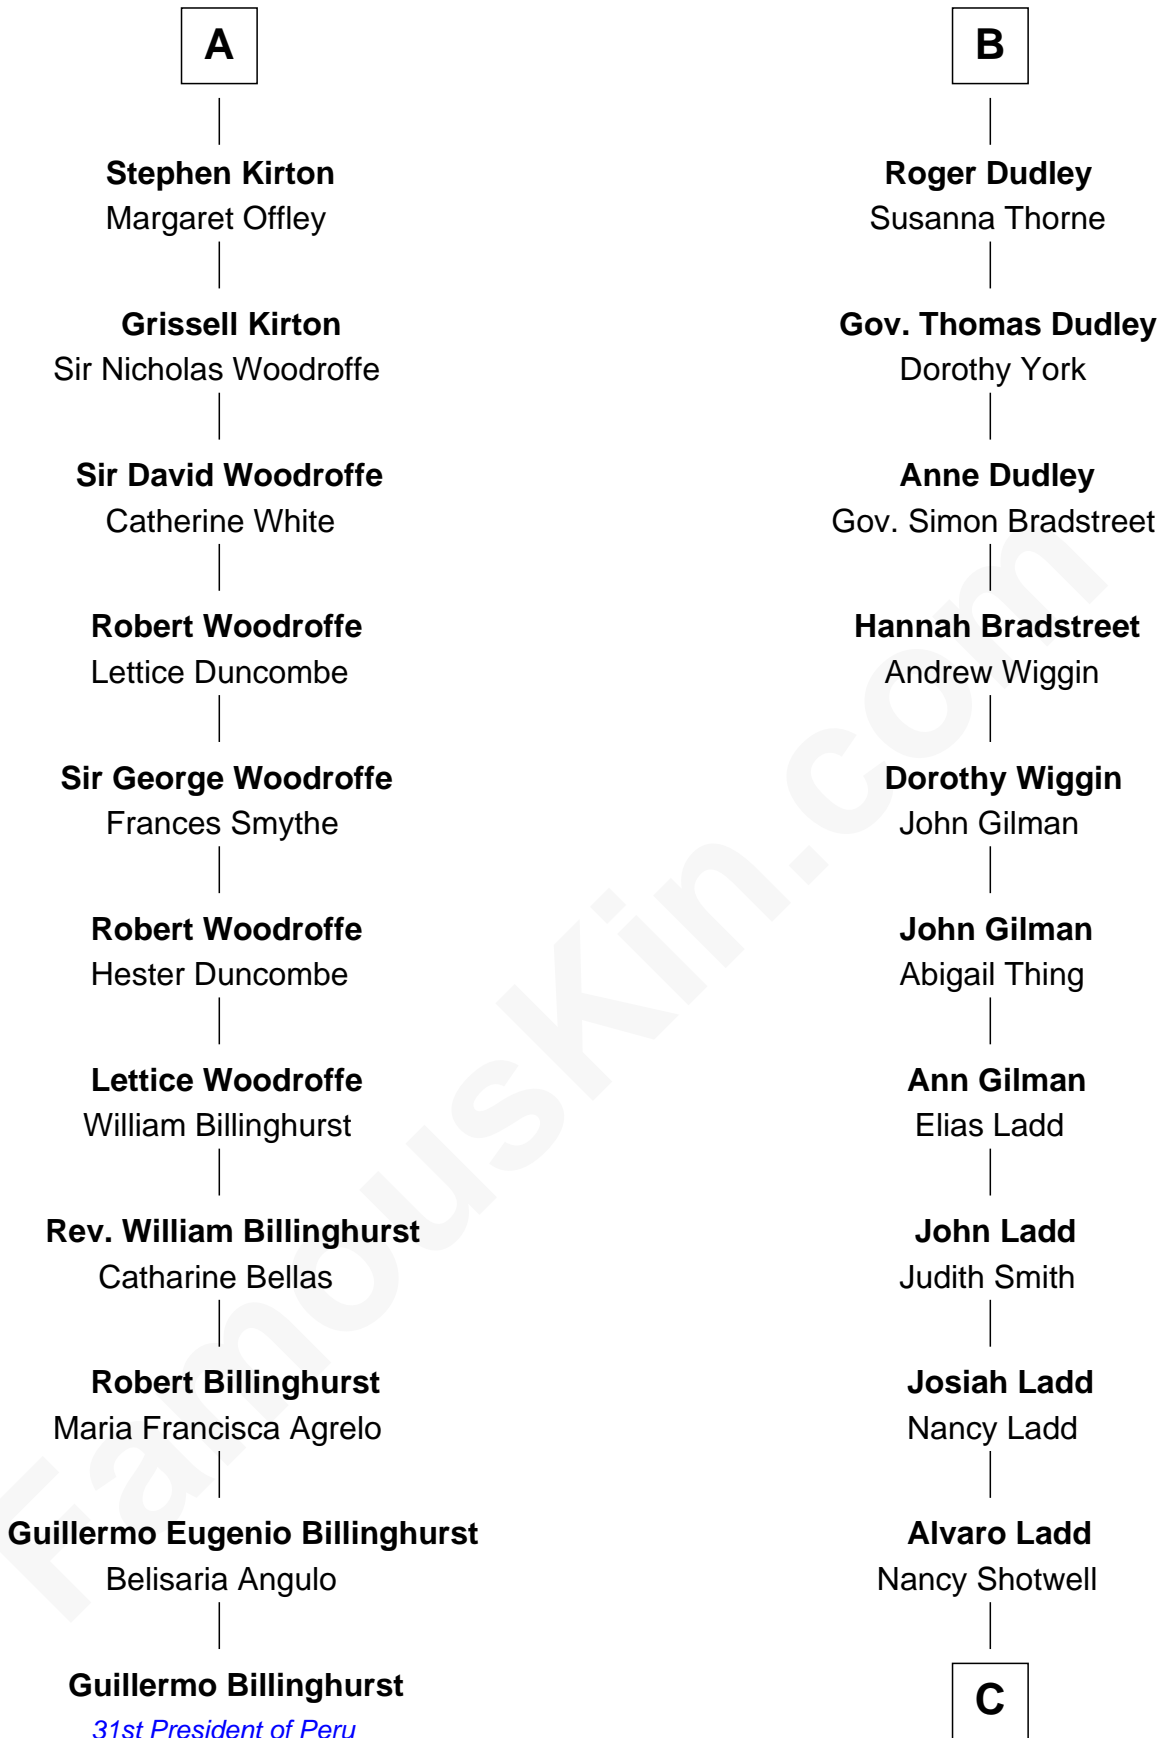 A
Stephen Kirton
Margaret Offley
Grissell Kirton
Sir Nicholas Woodroffe
Sir David Woodroffe
Catherine White
Robert Woodroffe
Lettice Duncombe
Sir George Woodroffe
Frances Smythe
Robert Woodroffe
Hester Duncombe
Lettice Woodroffe
William Billinghurst
Rev. William Billinghurst
Catharine Bellas
Robert Billinghurst
Maria Francisca Agrelo
Guillermo Eugenio Billinghurst
Belisaria Angulo
Guillermo Billinghurst
31st President of Peru
B
Roger Dudley
Susanna Thorne
Gov. Thomas Dudley
Dorothy York
Anne Dudley
Gov. Simon Bradstreet
Hannah Bradstreet
Andrew Wiggin
Dorothy Wiggin
John Gilman
John Gilman
Abigail Thing
Ann Gilman
Elias Ladd
John Ladd
Judith Smith
Josiah Ladd
Nancy Ladd
Alvaro Ladd
Nancy Shotwell
C
FamousKin.com